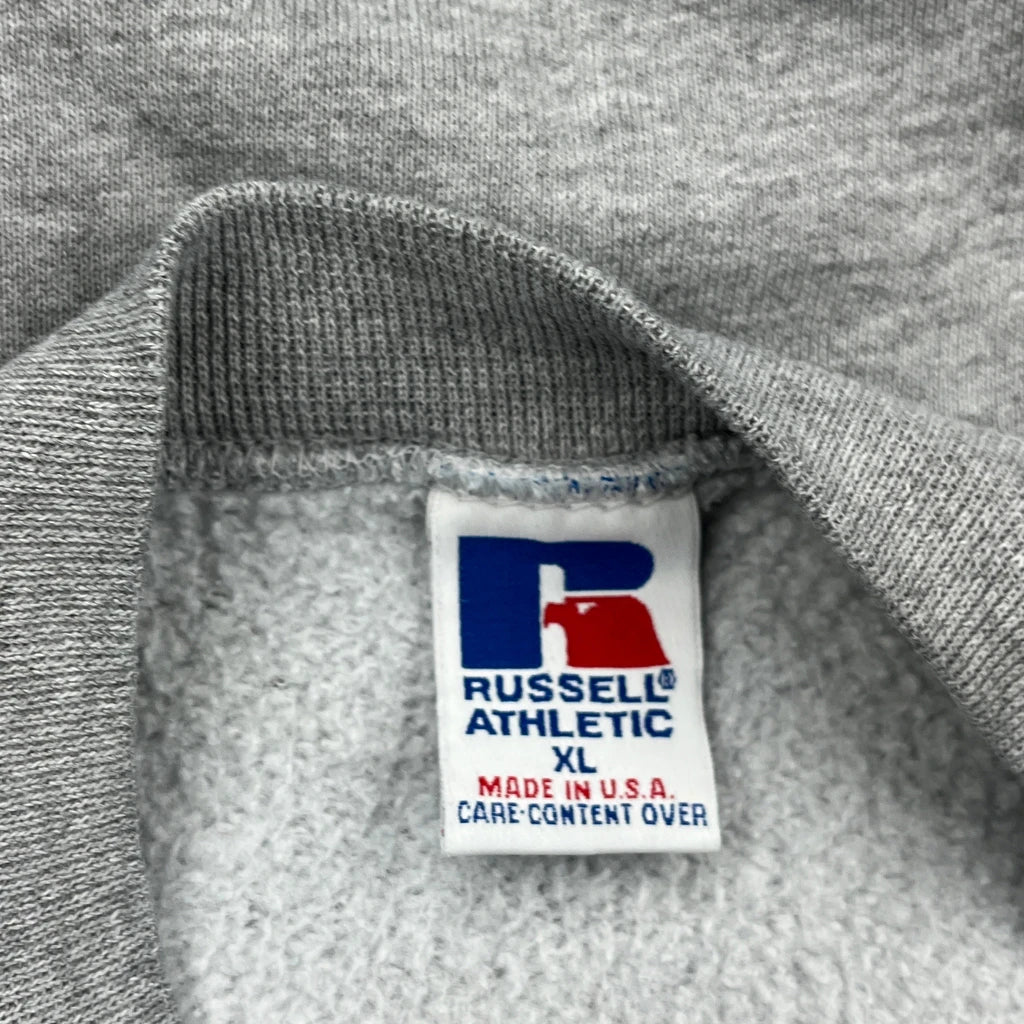 R
RUSSELL®
ATHLETIC
XL
MADE IN U.S.A.
CARE-CONTENT OVER